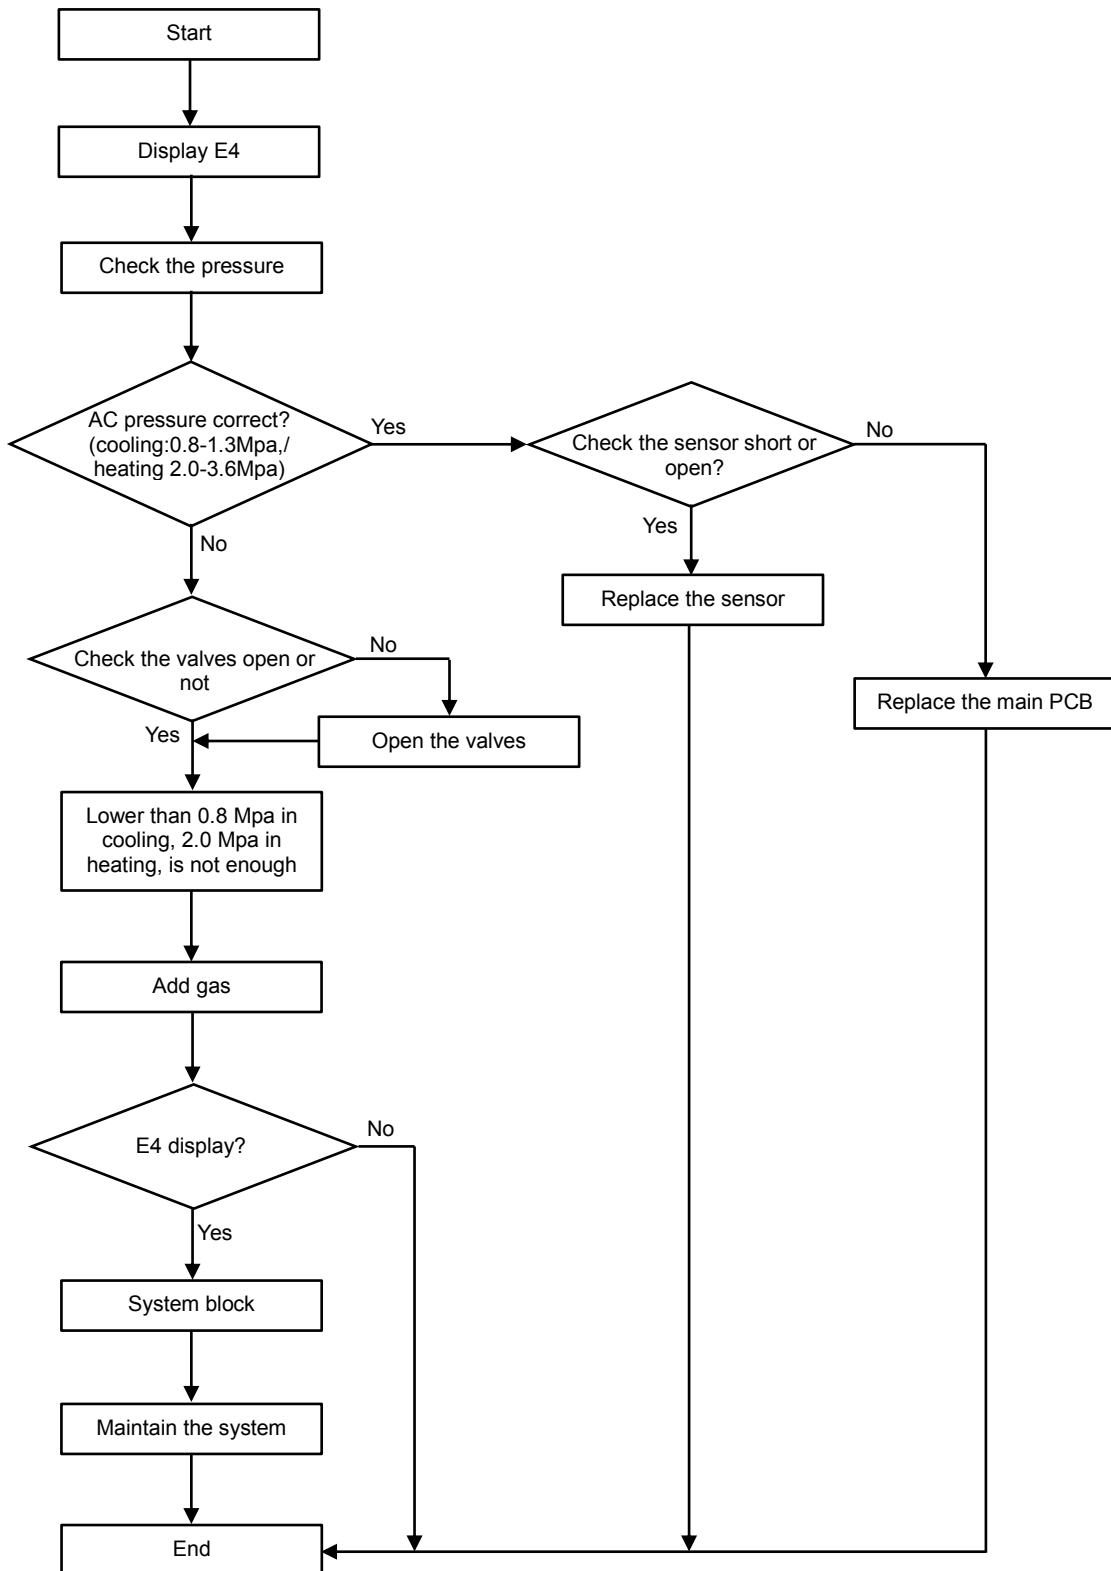 Start
Display E4
Check the pressure
AC pressure correct?
(cooling:0.8-1.3Mpa,/
heating 2.0-3.6Mpa)
Yes
No
Check the sensor short or
open?
No
Yes
Replace the sensor
Replace the main PCB
Check the valves open or
not
No
Yes
Open the valves
Lower than 0.8 Mpa in
cooling, 2.0 Mpa in
heating, is not enough
Add gas
E4 display?
No
Yes
System block
Maintain the system
End